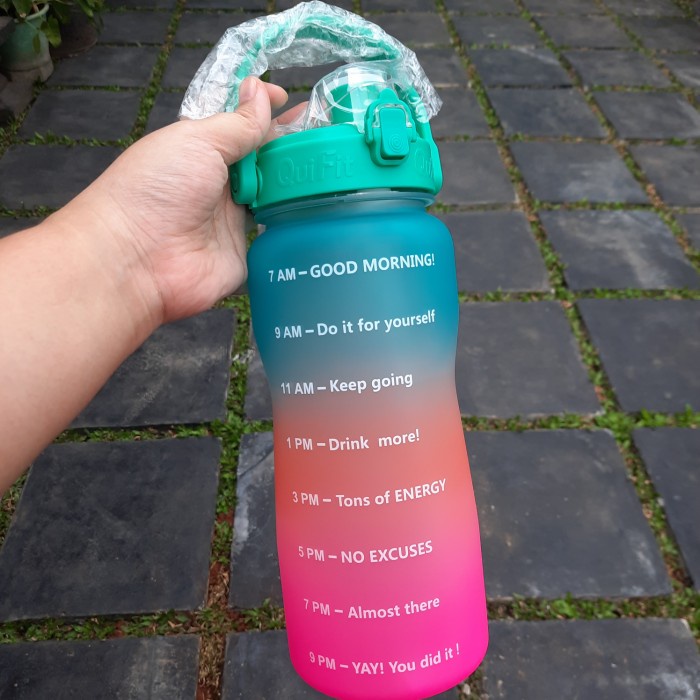 QuiFit
7 AM – GOOD MORNING!
9 AM – Do it for yourself
11 AM – Keep going
1 PM – Drink more!
3 PM – Tons of ENERGY
5 PM – NO EXCUSES
7 PM – Almost there
9 PM – YAY! You did it !